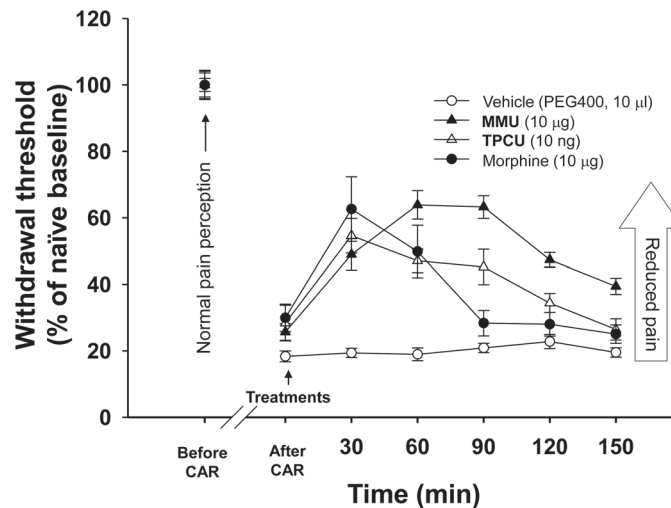 120
100
80
60
40
20
0
Withdrawal threshold
(% of naïve baseline)
Normal pain perception
Vehicle (PEG400, 10 μl)
MMU (10 μg)
TPCU (10 ng)
Morphine (10 μg)
Reduced pain
Treatments
Before
CAR
After
CAR
30 60 90 120 150
Time (min)